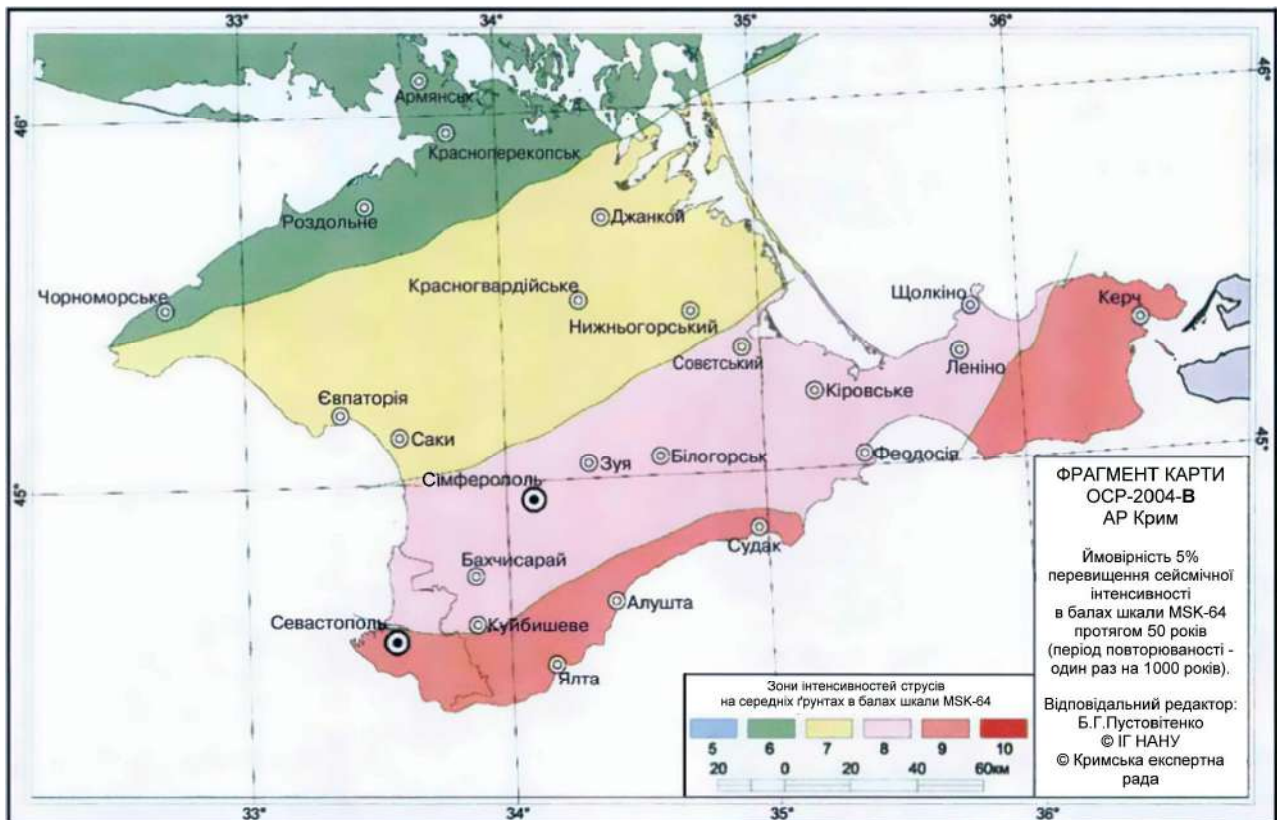 33°
34°
35°
36°
46°
46°
Армянськ
Красноперекопськ
Роздольне
Джанкой
Чорноморське
Красногвардійське
Нижньогорський
Щолкіно
Керч
Совєтський
Леніно
Кіровське
Євпаторія
Саки
Зуя
Білогорськ
Феодосія
45°
45°
Сімферополь
Судак
Бахчисарай
Алушта
Севастополь
Куйбишеве
Ялта
ФРАГМЕНТ КАРТИ
ОСР-2004-В
АР Крим
Ймовірність 5%
перевищення сейсмічної
інтенсивності
в балах шкали MSK-64
протягом 50 років
(період повторюваності -
один раз на 1000 років).
Відповідальний редактор:
Б.Г.Пустовітенко
© ІГ НАНУ
© Кримська експертна
рада
Зони інтенсивностей струсів
на середніх ґрунтах в балах шкали MSK-64
5 6 7 8 9 10
20 0 20 40 60км
33°
34°
35°
36°